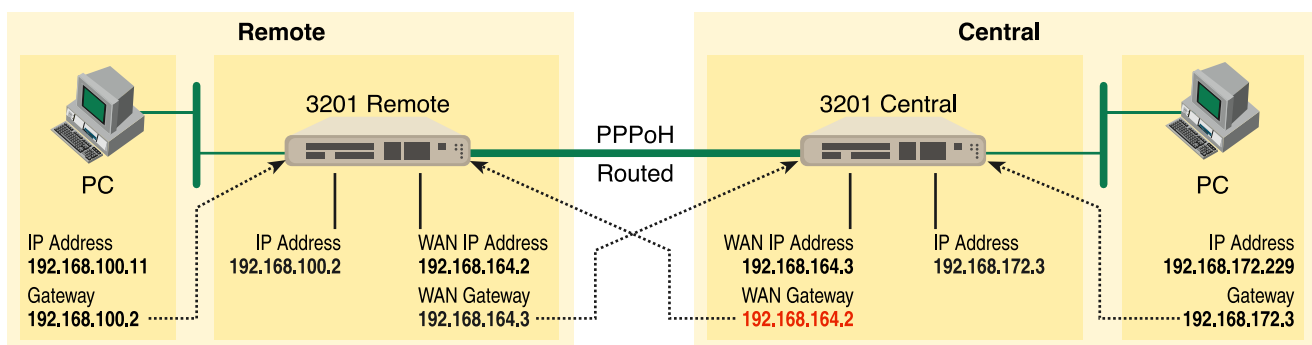 Remote
Central
3201 Remote
3201 Central
PPPoH
Routed
PC
PC
IP Address
192.168.100.11
Gateway
192.168.100.2
IP Address
192.168.100.2
WAN IP Address
192.168.164.2
WAN Gateway
192.168.164.3
WAN IP Address
192.168.164.3
WAN Gateway
192.168.164.2
IP Address
192.168.172.3
IP Address
192.168.172.229
Gateway
192.168.172.3